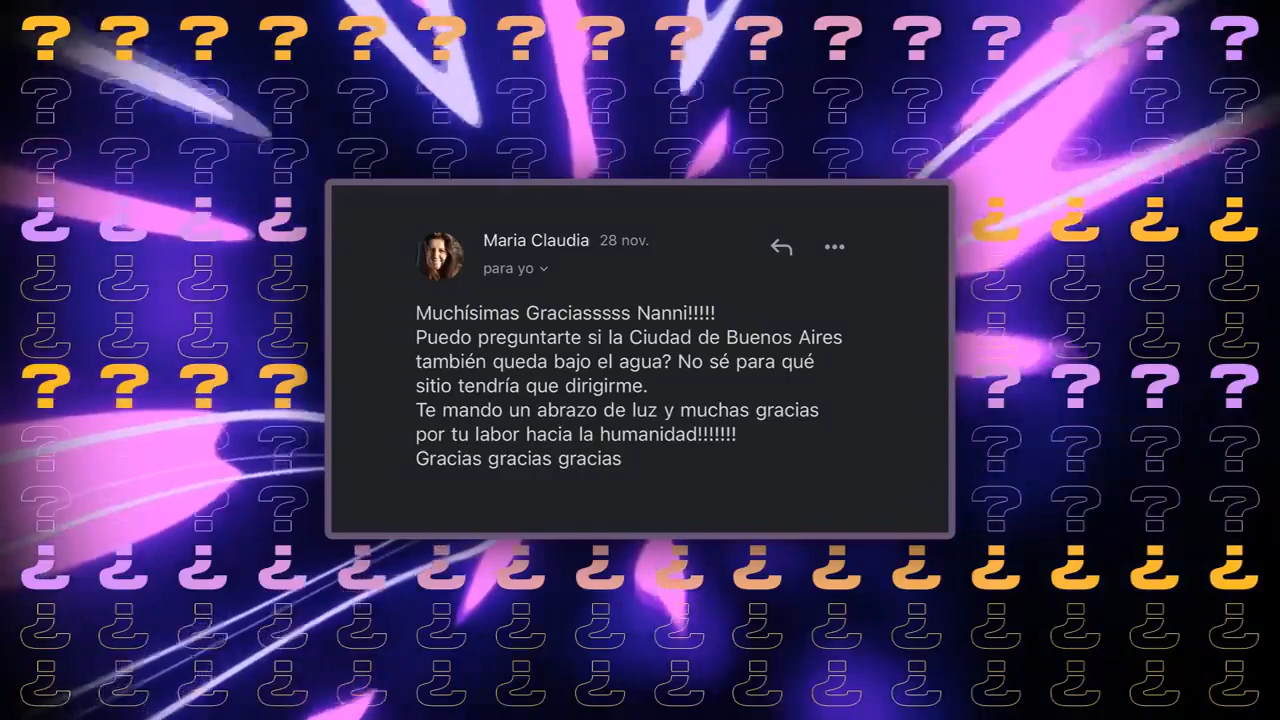 ? ? ? ? ? ? ? ? ? ? ? ? ? ? ? ?
? ? ? ? ? ? ? ? ? ? ? ? ? ? ? ?
? ? ? ? ? ? ? ? ? ? ? ? ? ? ? ?
¿ ¿ ¿ ¿ ¿ ¿ ¿ ¿
Maria Claudia 28 nov.
para yo
¿ ¿ ¿ ¿ ¿ ¿ ¿ ¿
Muchísimas Graciasssss Nanni!!!!!
Puedo preguntarte si la Ciudad de Buenos Aires
¿ ¿ ¿ ¿ ¿ ¿ ¿ ¿
también queda bajo el agua? No sé para qué
sitio tendría que dirigirme.
? ? ? ? ? ? ? ?
Te mando un abrazo de luz y muchas gracias
por tu labor hacia la humanidad!!!!!!!
? ? ? ? ? ? ? ?
Gracias gracias gracias
? ? ? ? ? ? ? ?
¿ ¿ ¿ ¿ ¿ ¿ ¿ ¿ ¿ ¿ ¿ ¿ ¿ ¿ ¿ ¿
¿ ¿ ¿ ¿ ¿ ¿ ¿ ¿ ¿ ¿ ¿ ¿ ¿ ¿ ¿ ¿
¿ ¿ ¿ ¿ ¿ ¿ ¿ ¿ ¿ ¿ ¿ ¿ ¿ ¿ ¿ ¿